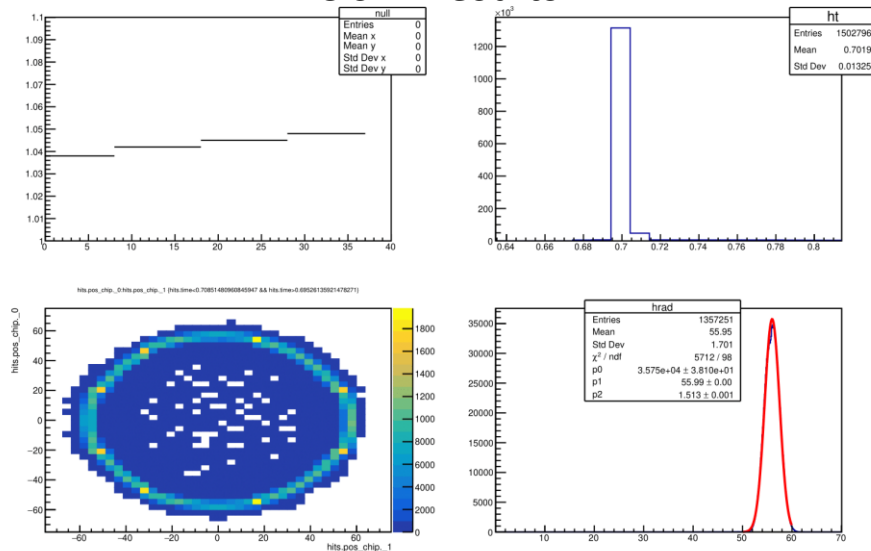 null
Entries 0
Mean x 0
Mean y 0
Std Dev x 0
Std Dev y 0
1.1
1.09
1.08
1.07
1.06
1.05
1.04
1.03
1.02
1.01
1
0 5 10 15 20 25 30 35 40
×10³
ht
Entries 1502796
Mean 0.7019
Std Dev 0.01325
1200
1000
800
600
400
200
0
0.64 0.66 0.68 0.7 0.72 0.74 0.76 0.78 0.8
hits.pos_chip._0:hits.pos_chip._1 {hits.time<0.70851480960845947 && hits.time>0.69526135921478271}
hits.pos_chip._0
60
40
20
0
−20
−40
−60
−60 −40 −20 0 20 40 60
hits.pos_chip._1
1800
1600
1400
1200
1000
800
600
400
200
0
hrad
Entries 1357251
Mean 55.95
Std Dev 1.701
χ² / ndf 5712 / 98
p0 3.575e+04 ± 3.810e+01
p1 55.99 ± 0.00
p2 1.513 ± 0.001
35000
30000
25000
20000
15000
10000
5000
0
0 10 20 30 40 50 60 70